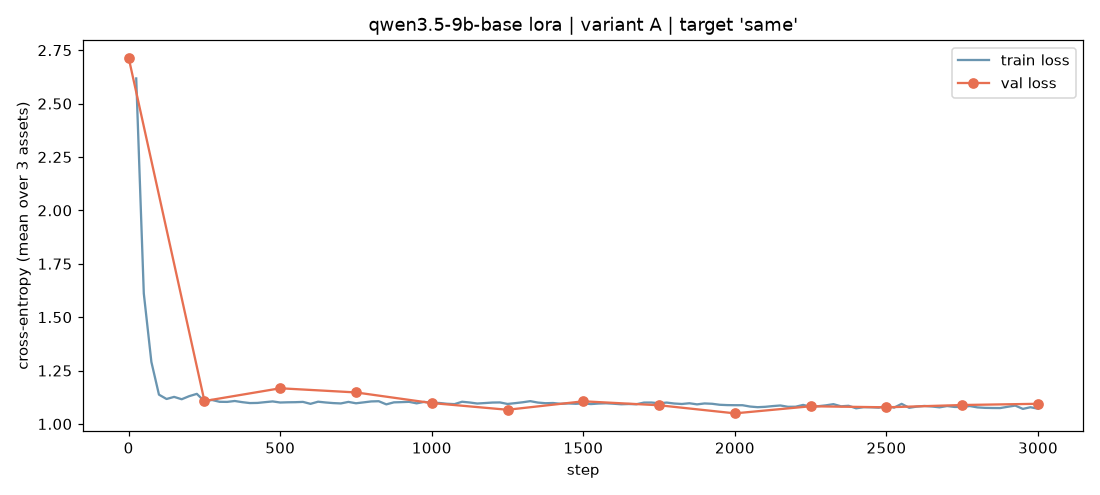 qwen3.5-9b-base lora | variant A | target 'same'
train loss
val loss
cross-entropy (mean over 3 assets)
2.75
2.50
2.25
2.00
1.75
1.50
1.25
1.00
0 500 1000 1500 2000 2500 3000
step